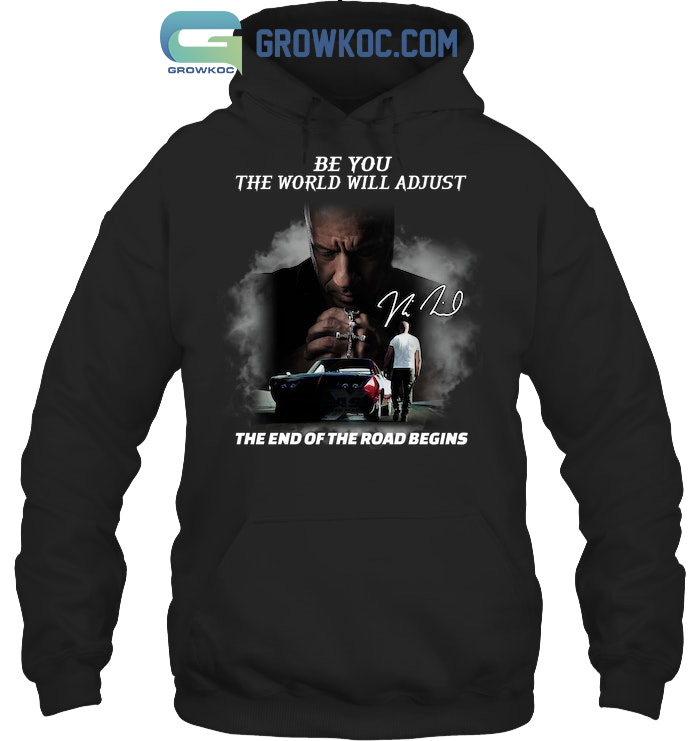 GROWKOC
GROWKOC.COM
BE YOU
THE WORLD WILL ADJUST
THE END OF THE ROAD BEGINS